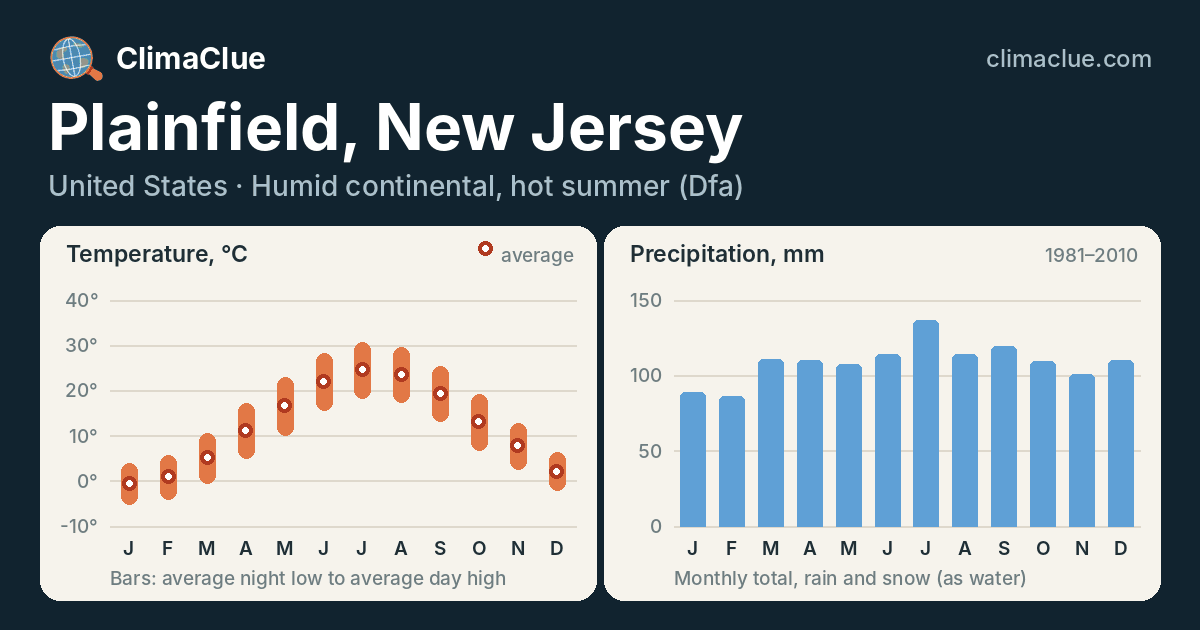 ClimaClue
climaclue.com
Plainfield, New Jersey
United States · Humid continental, hot summer (Dfa)
Temperature, °C
average
40°
30°
20°
10°
0°
-10°
J F M A M J J A S O N D
Bars: average night low to average day high
Precipitation, mm
1981–2010
150
100
50
0
J F M A M J J A S O N D
Monthly total, rain and snow (as water)